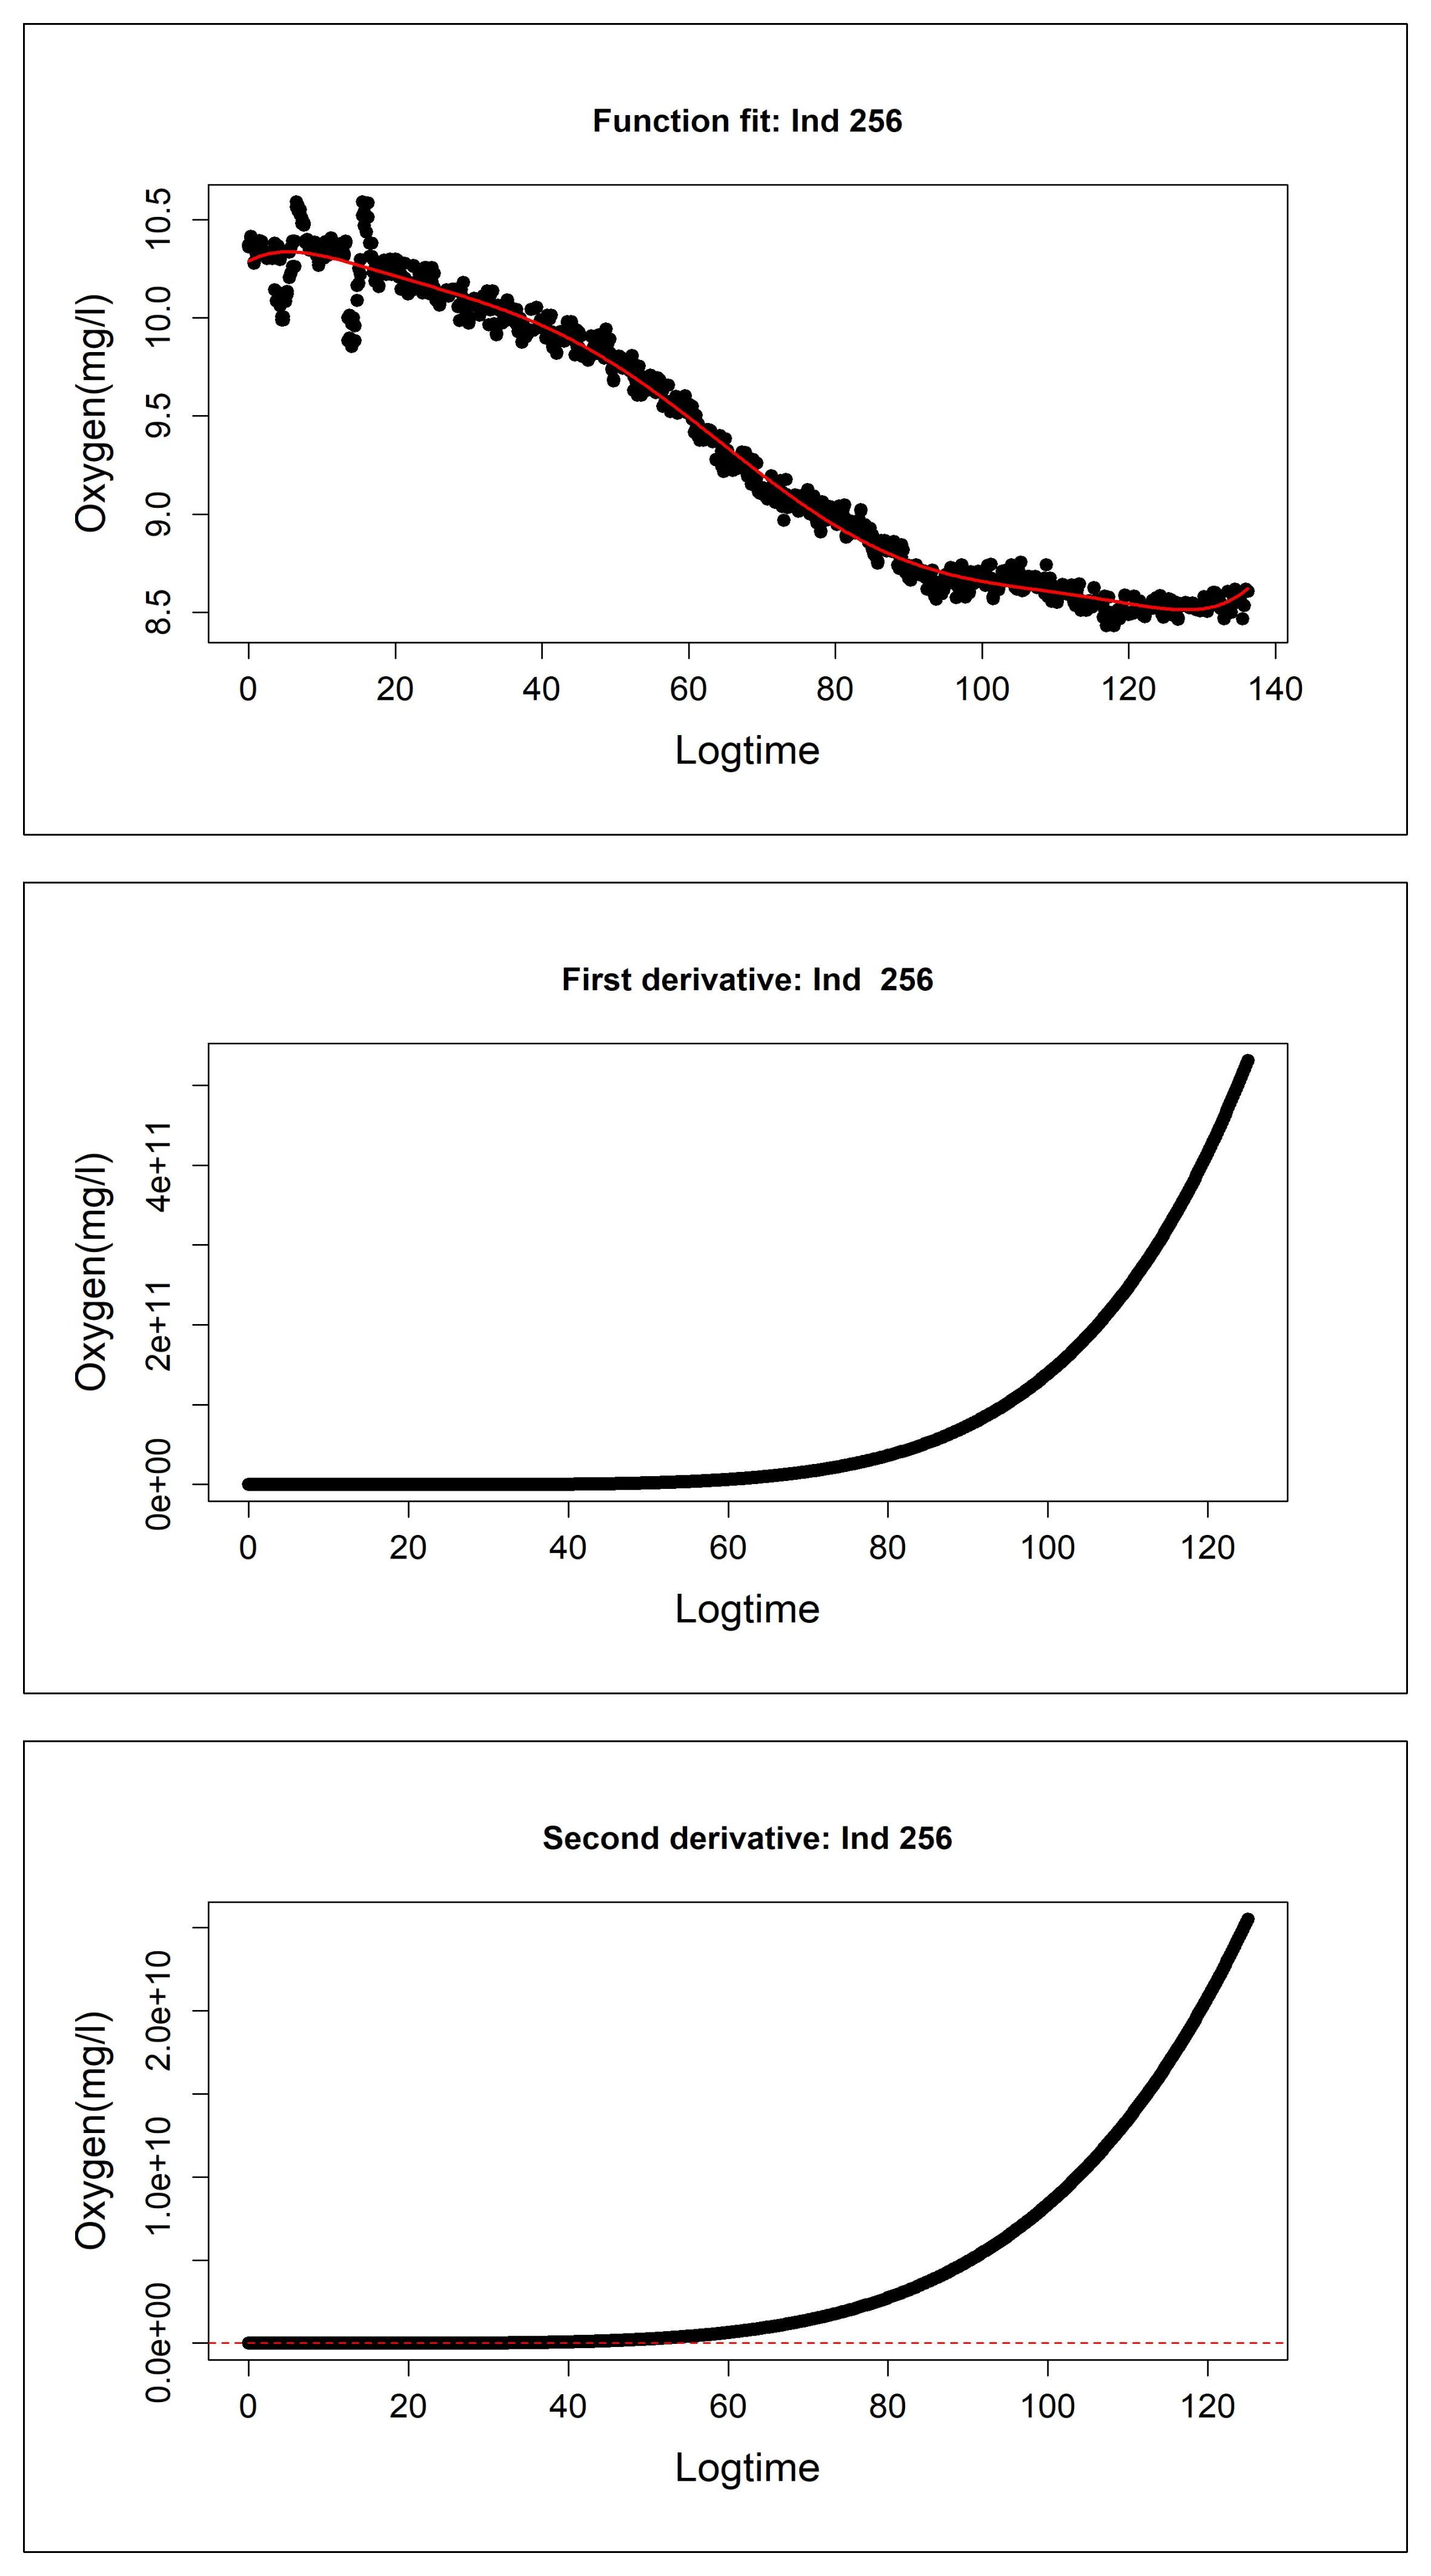 Function fit: Ind 256
Oxygen(mg/l)
10.5
10.0
9.5
9.0
8.5
0 20 40 60 80 100 120 140
Logtime
First derivative: Ind  256
Oxygen(mg/l)
4e+11
2e+11
0e+00
0 20 40 60 80 100 120
Logtime
Second derivative: Ind 256
Oxygen(mg/l)
2.0e+10
1.0e+10
0.0e+00
0 20 40 60 80 100 120
Logtime